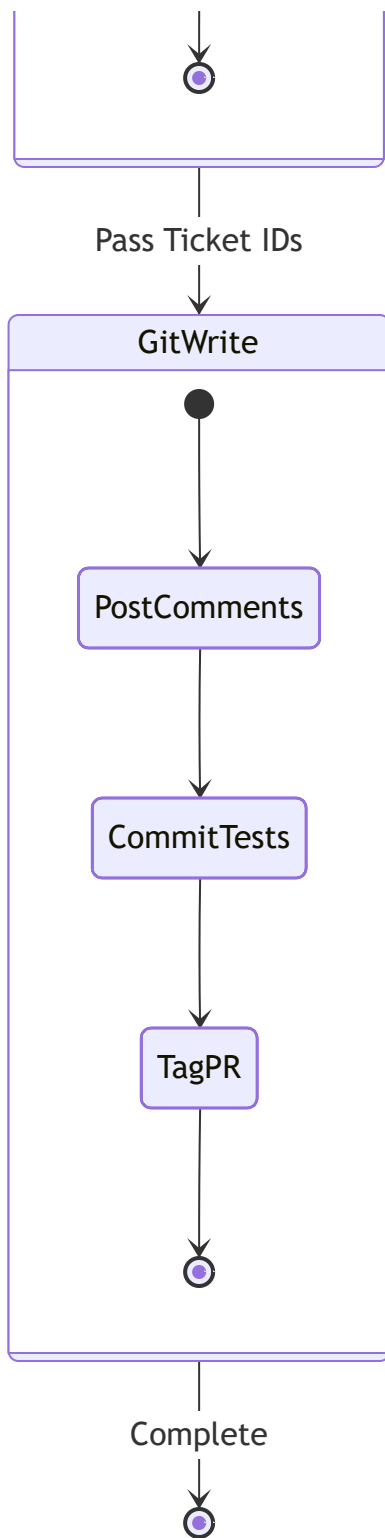 Pass Ticket IDs
GitWrite
PostComments
CommitTests
TagPR
Complete